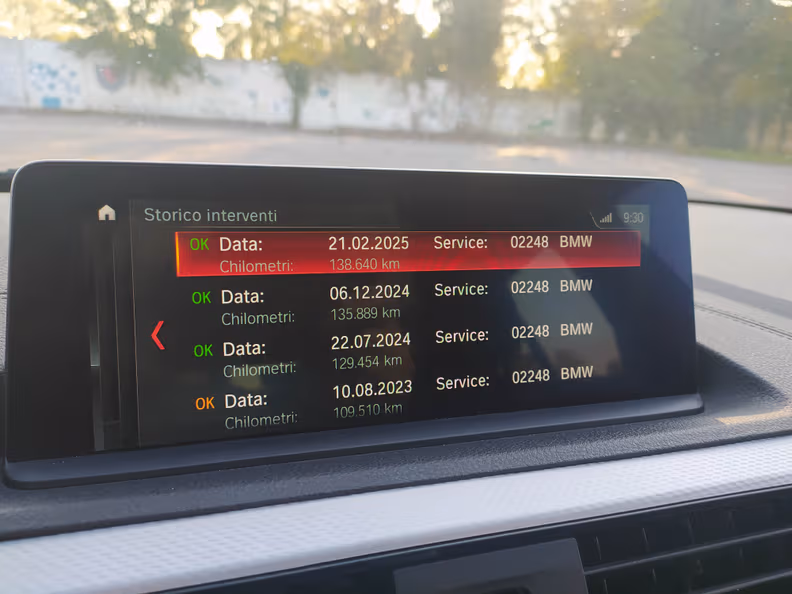 Storico interventi
9:30
OK Data: 21.02.2025 Service: 02248 BMW
Chilometri: 138.640 km
OK Data: 06.12.2024 Service: 02248 BMW
Chilometri: 135.889 km
OK Data: 22.07.2024 Service: 02248 BMW
Chilometri: 129.454 km
OK Data: 10.08.2023 Service: 02248 BMW
Chilometri: 109.510 km